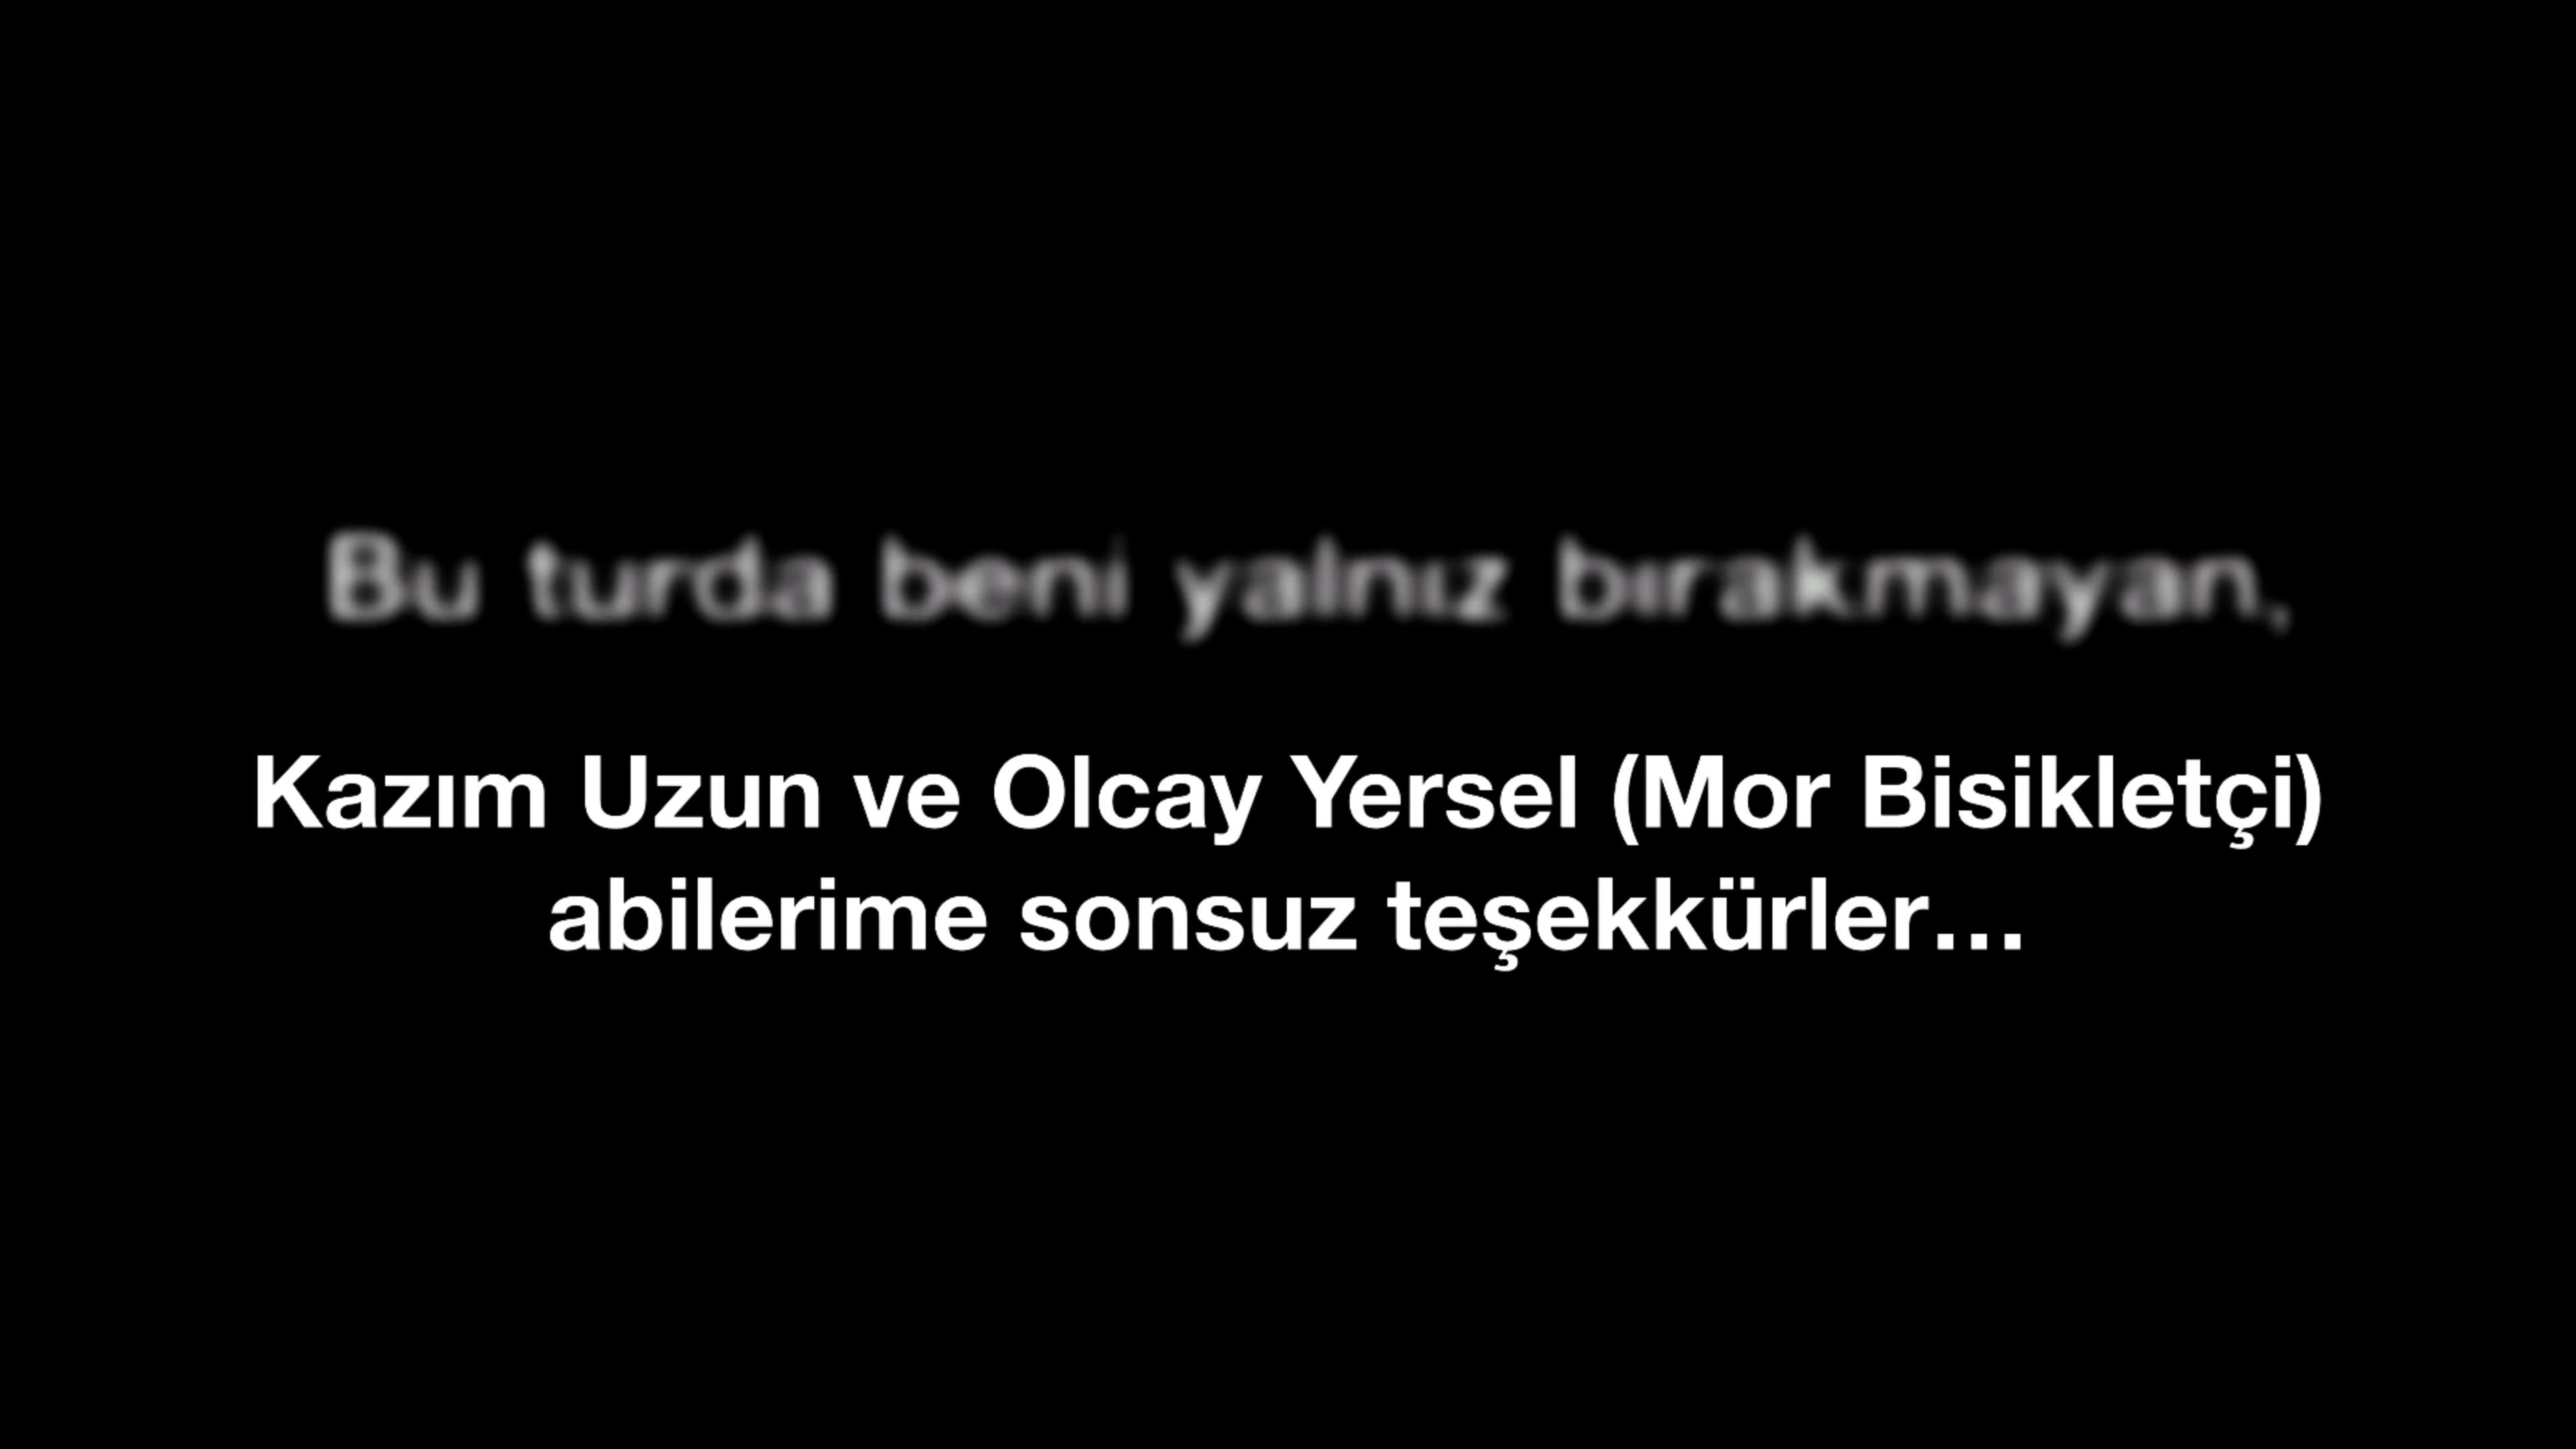 Bu turda beni yalnız bırakmayan,
Kazım Uzun ve Olcay Yersel (Mor Bisikletçi)
abilerime sonsuz teşekkürler…